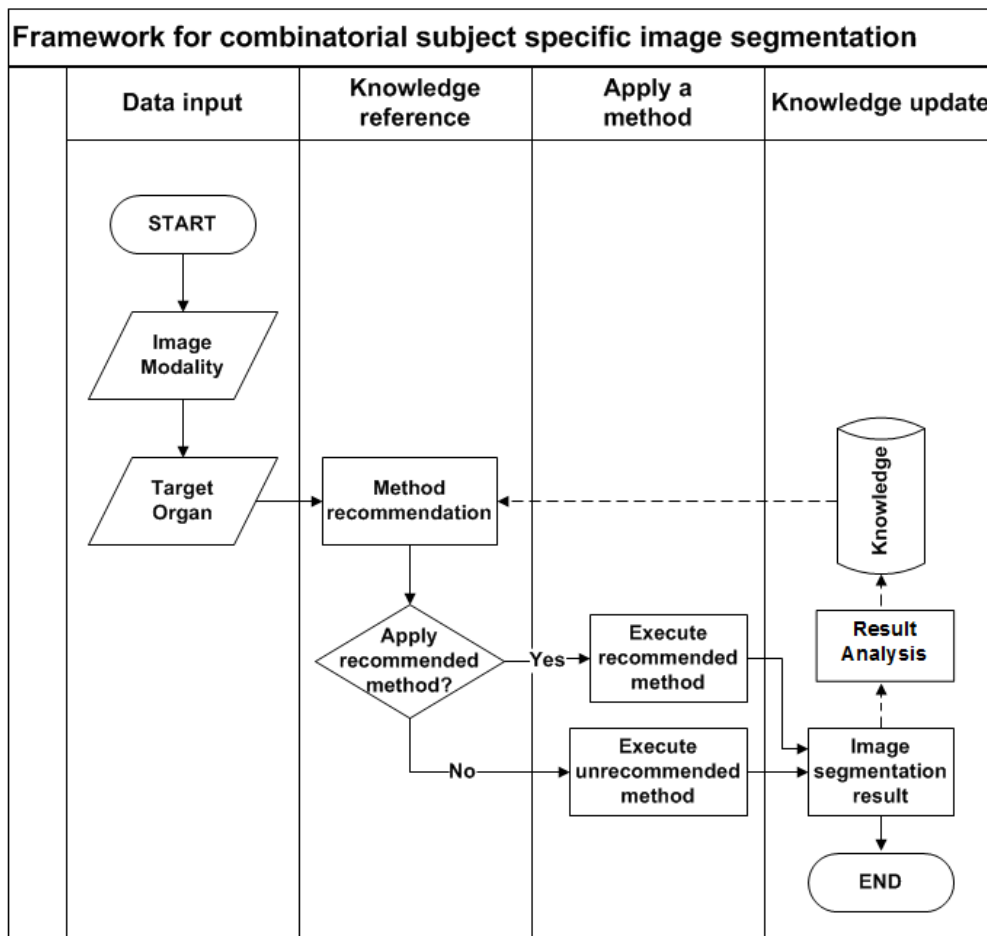 Framework for combinatorial subject specific image segmentation
Data input
Knowledge
reference
Apply a
method
Knowledge update
START
Image
Modality
Target
Organ
Method
recommendation
Knowledge
Apply
recommended
method?
Yes
Execute
recommended
method
Result
Analysis
No
Execute
unrecommended
method
Image
segmentation
result
END